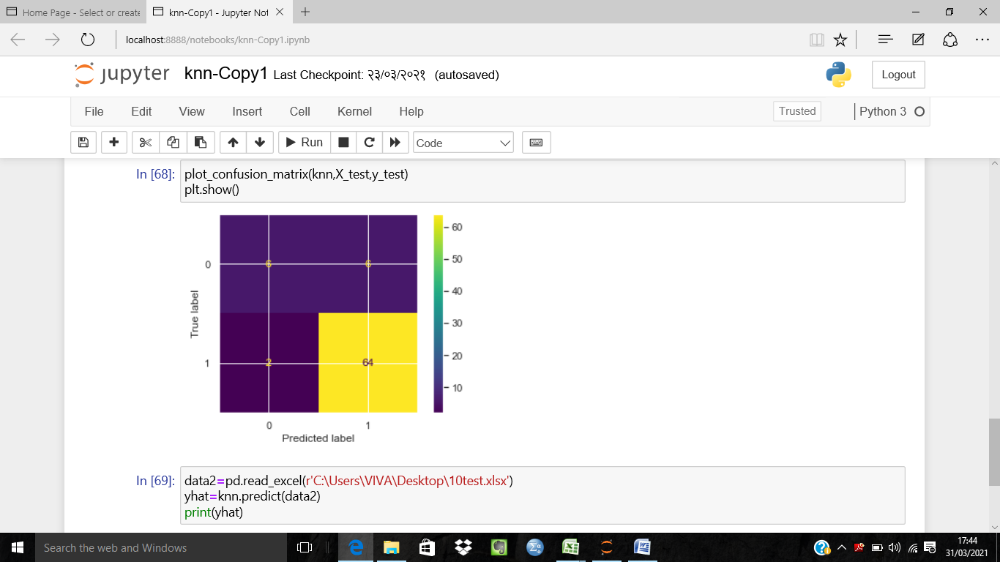 Home Page - Select or create
knn-Copy1 - Jupyter Not
localhost:8888/notebooks/knn-Copy1.ipynb
jupyter knn-Copy1 Last Checkpoint: २३/०३/२०२१ (autosaved)
Logout
File Edit View Insert Cell Kernel Help
Trusted
Python 3
Run
Code
In [68]:
plot_confusion_matrix(knn,X_test,y_test)
plt.show()
True label
0
1
6 6
2 64
0 1
Predicted label
60
50
40
30
20
10
In [69]:
data2=pd.read_excel(r'C:\Users\VIVA\Desktop\10test.xlsx')
yhat=knn.predict(data2)
print(yhat)
Search the web and Windows
17:44
31/03/2021